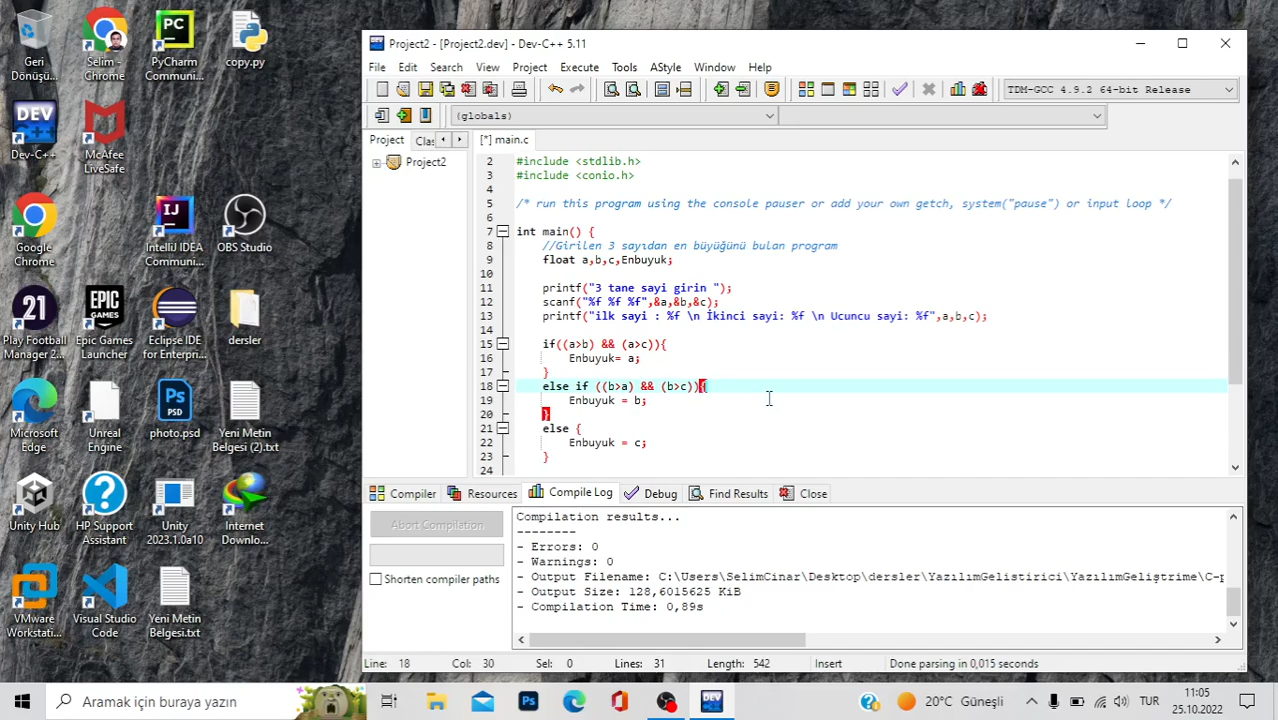 Geri
Dönüşü...
Selim -
Chrome
PC
PyCharm
Communi...
copy.py
DEV
C++
Dev-C++
McAfee
LiveSafe
Google
Chrome
IJ
IntelliJ IDEA
Communi...
OBS Studio
21
Play Football
Manager 2...
EPIC
GAMES
Epic Games
Launcher
Eclipse IDE
for Enterpri...
dersler
Microsoft
Edge
Unreal
Engine
PSD
photo.psd
Yeni Metin
Belgesi (2).txt
Unity Hub
HP Support
Assistant
Unity
2023.1.0a10
Internet
Downlo...
VMware
Workstati...
Visual Studio
Code
Yeni Metin
Belgesi.txt
Project2 - [Project2.dev] - Dev-C++ 5.11
File Edit Search View Project Execute Tools AStyle Window Help
TDM-GCC 4.9.2 64-bit Release
(globals)
Project Clas [*] main.c
Project2
2 #include <stdlib.h>
3 #include <conio.h>
4
5 /* run this program using the console pauser or add your own getch, system("pause") or input loop */
6
7 int main() {
8 //Girilen 3 sayıdan en büyüğünü bulan program
9 float a,b,c,Enbuyuk;
10
11 printf("3 tane sayi girin ");
12 scanf("%f %f %f",&a,&b,&c);
13 printf("ilk sayi : %f \n İkinci sayi: %f \n Ucuncu sayi: %f",a,b,c);
14
15 if((a>b) && (a>c)){
16 Enbuyuk= a;
17 }
18 else if ((b>a) && (b>c)){
19 Enbuyuk = b;
20 }
21 else {
22 Enbuyuk = c;
23 }
24
Compiler Resources Compile Log Debug Find Results Close
Abort Compilation
Shorten compiler paths
Compilation results...
--------
- Errors: 0
- Warnings: 0
- Output Filename: C:\Users\SelimCinar\Desktop\dersler\YazılımGelistirici\YazılımGeliştrime\C-p
- Output Size: 128,6015625 KiB
- Compilation Time: 0,89s
Line: 18 Col: 30 Sel: 0 Lines: 31 Length: 542 Insert Done parsing in 0,015 seconds
Aramak için buraya yazın
Ps
DEV
20°C Güneşli
TUR
11:05
25.10.2022